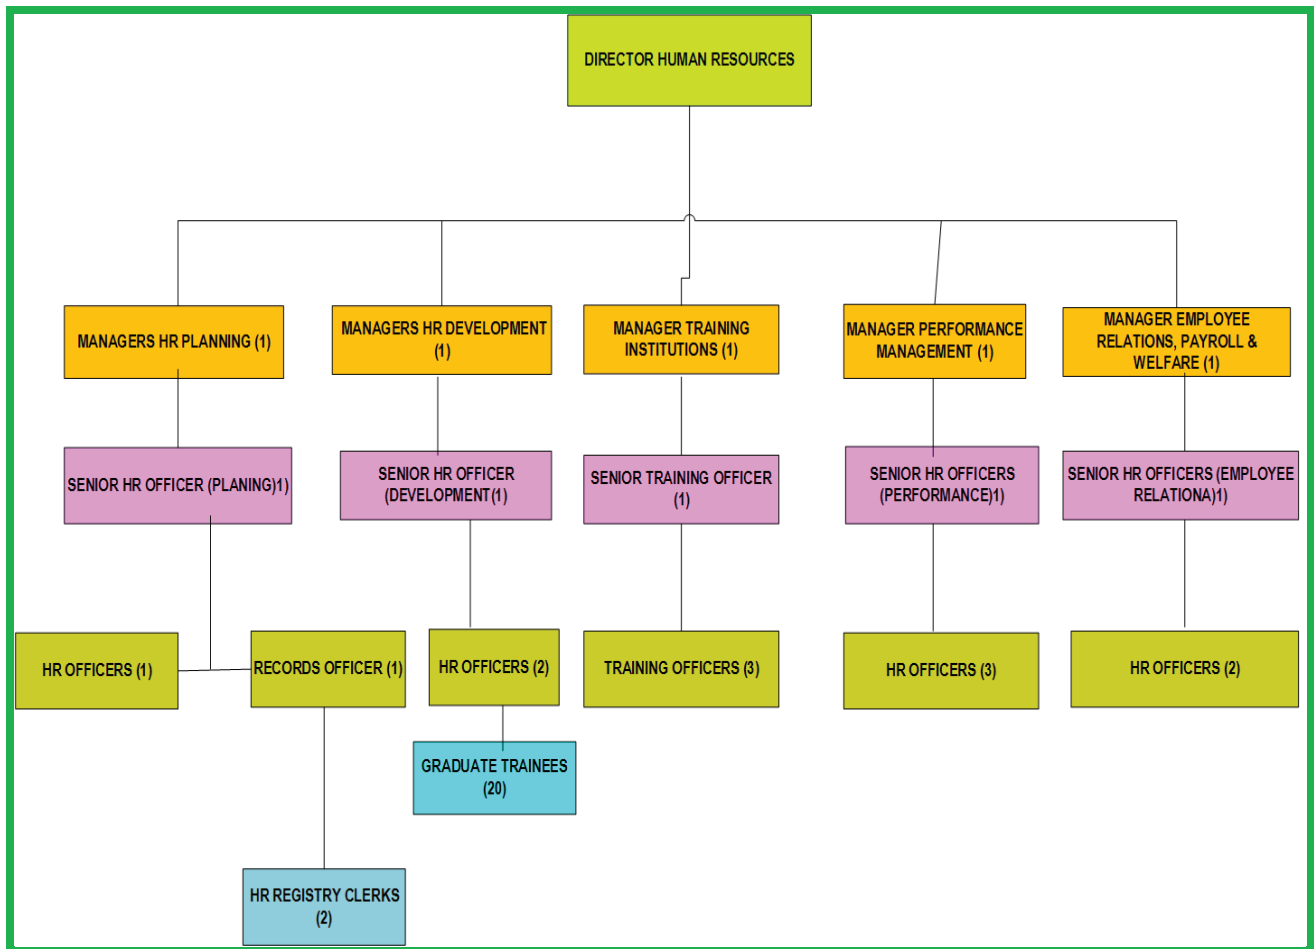 DIRECTOR HUMAN RESOURCES
MANAGERS HR PLANNING (1)
MANAGERS HR DEVELOPMENT
(1)
MANAGER TRAINING
INSTITUTIONS (1)
MANAGER PERFORMANCE
MANAGEMENT (1)
MANAGER EMPLOYEE
RELATIONS, PAYROLL &
WELFARE (1)
SENIOR HR OFFICER (PLANING)1)
SENIOR HR OFFICER
(DEVELOPMENT(1)
SENIOR TRAINING OFFICER
(1)
SENIOR HR OFFICERS
(PERFORMANCE)1)
SENIOR HR OFFICERS (EMPLOYEE
RELATIONA)1)
HR OFFICERS (1)
RECORDS OFFICER (1)
HR OFFICERS (2)
TRAINING OFFICERS (3)
HR OFFICERS (3)
HR OFFICERS (2)
GRADUATE TRAINEES
(20)
HR REGISTRY CLERKS
(2)